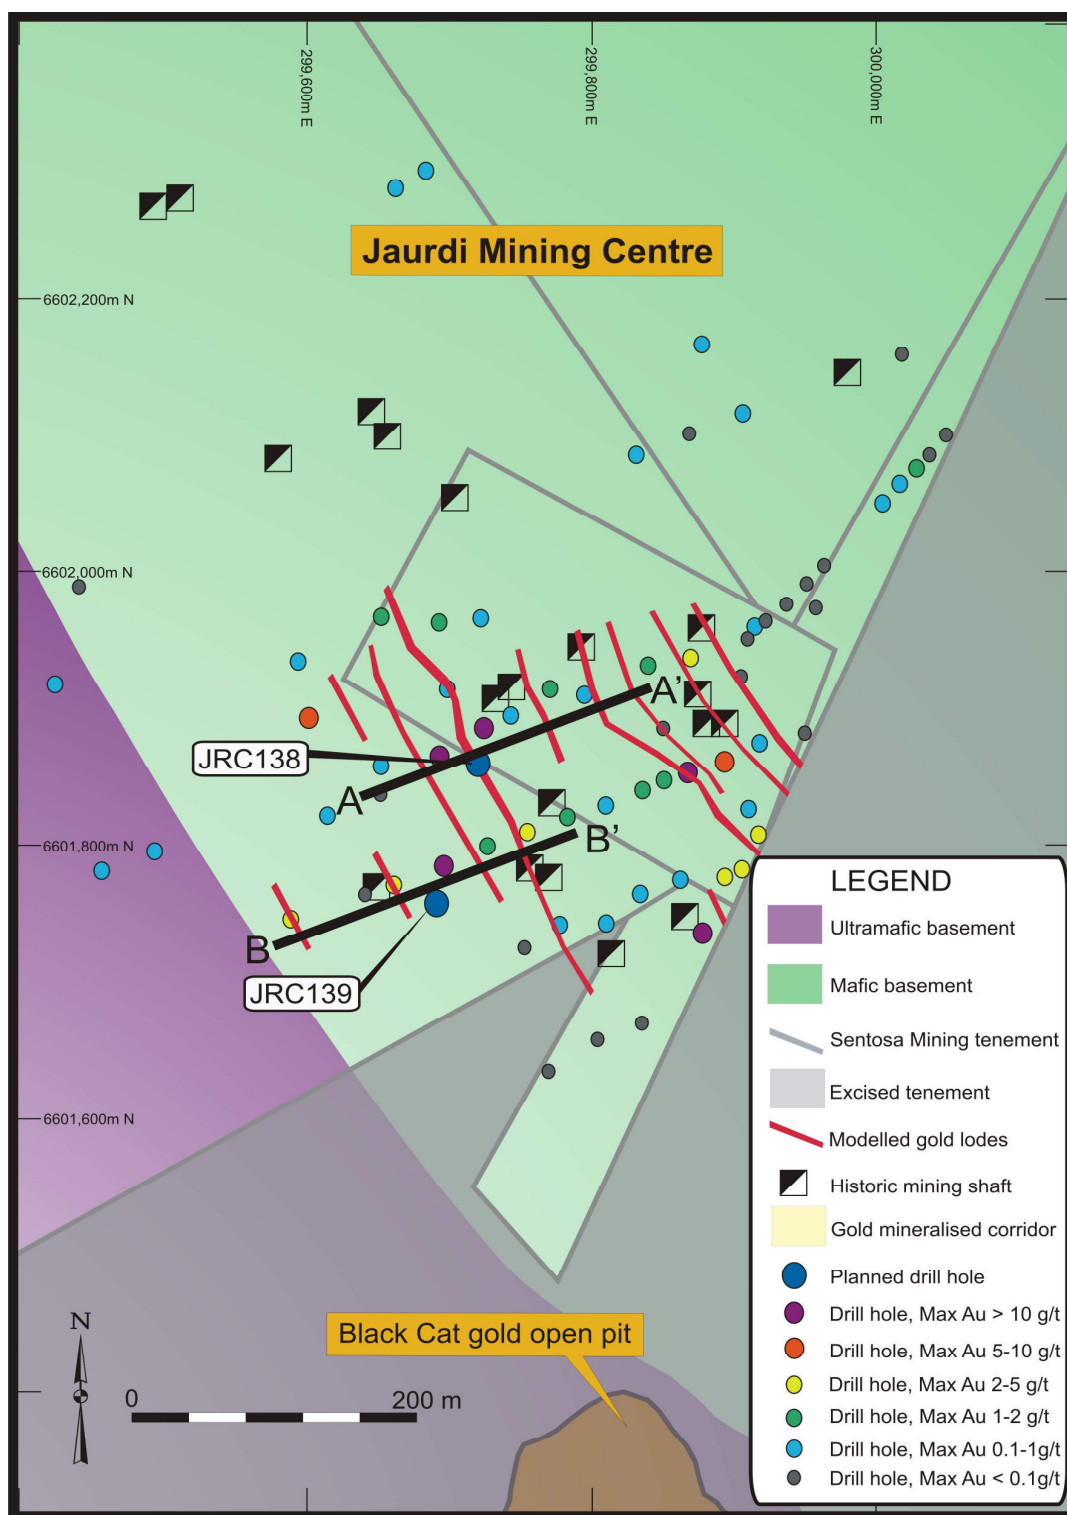 299,600m E
299,800m E
300,000m E
Jaurdi Mining Centre
6602,200m N
6602,000m N
A'
JRC138
A
6601,800m N
B'
B
JRC139
6601,600m N
LEGEND
Ultramafic basement
Mafic basement
Sentosa Mining tenement
Excised tenement
Modelled gold lodes
Historic mining shaft
Gold mineralised corridor
Planned drill hole
Drill hole, Max Au > 10 g/t
Drill hole, Max Au 5-10 g/t
Drill hole, Max Au 2-5 g/t
Drill hole, Max Au 1-2 g/t
Drill hole, Max Au 0.1-1g/t
Drill hole, Max Au < 0.1g/t
Black Cat gold open pit
N
0 200 m